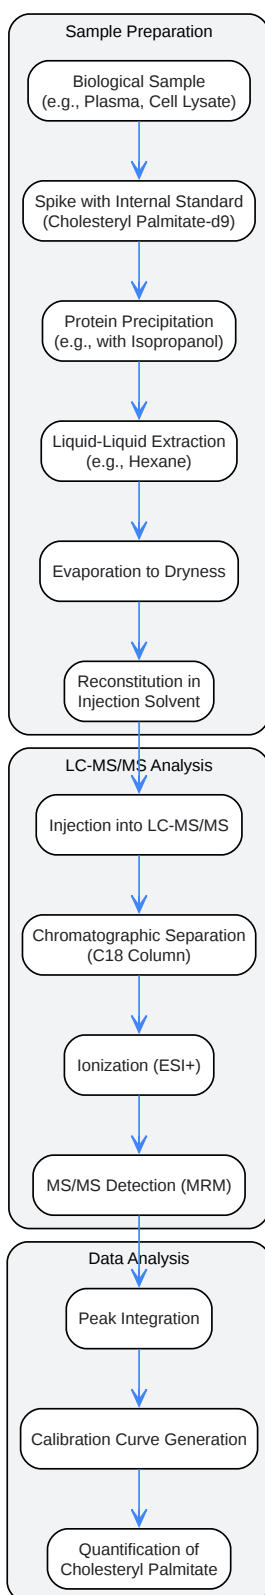 Sample Preparation
Biological Sample
(e.g., Plasma, Cell Lysate)
Spike with Internal Standard
(Cholesteryl Palmitate-d9)
Protein Precipitation
(e.g., with Isopropanol)
Liquid-Liquid Extraction
(e.g., Hexane)
Evaporation to Dryness
Reconstitution in
Injection Solvent
LC-MS/MS Analysis
Injection into LC-MS/MS
Chromatographic Separation
(C18 Column)
Ionization (ESI+)
MS/MS Detection (MRM)
Data Analysis
Peak Integration
Calibration Curve Generation
Quantification of
Cholesteryl Palmitate